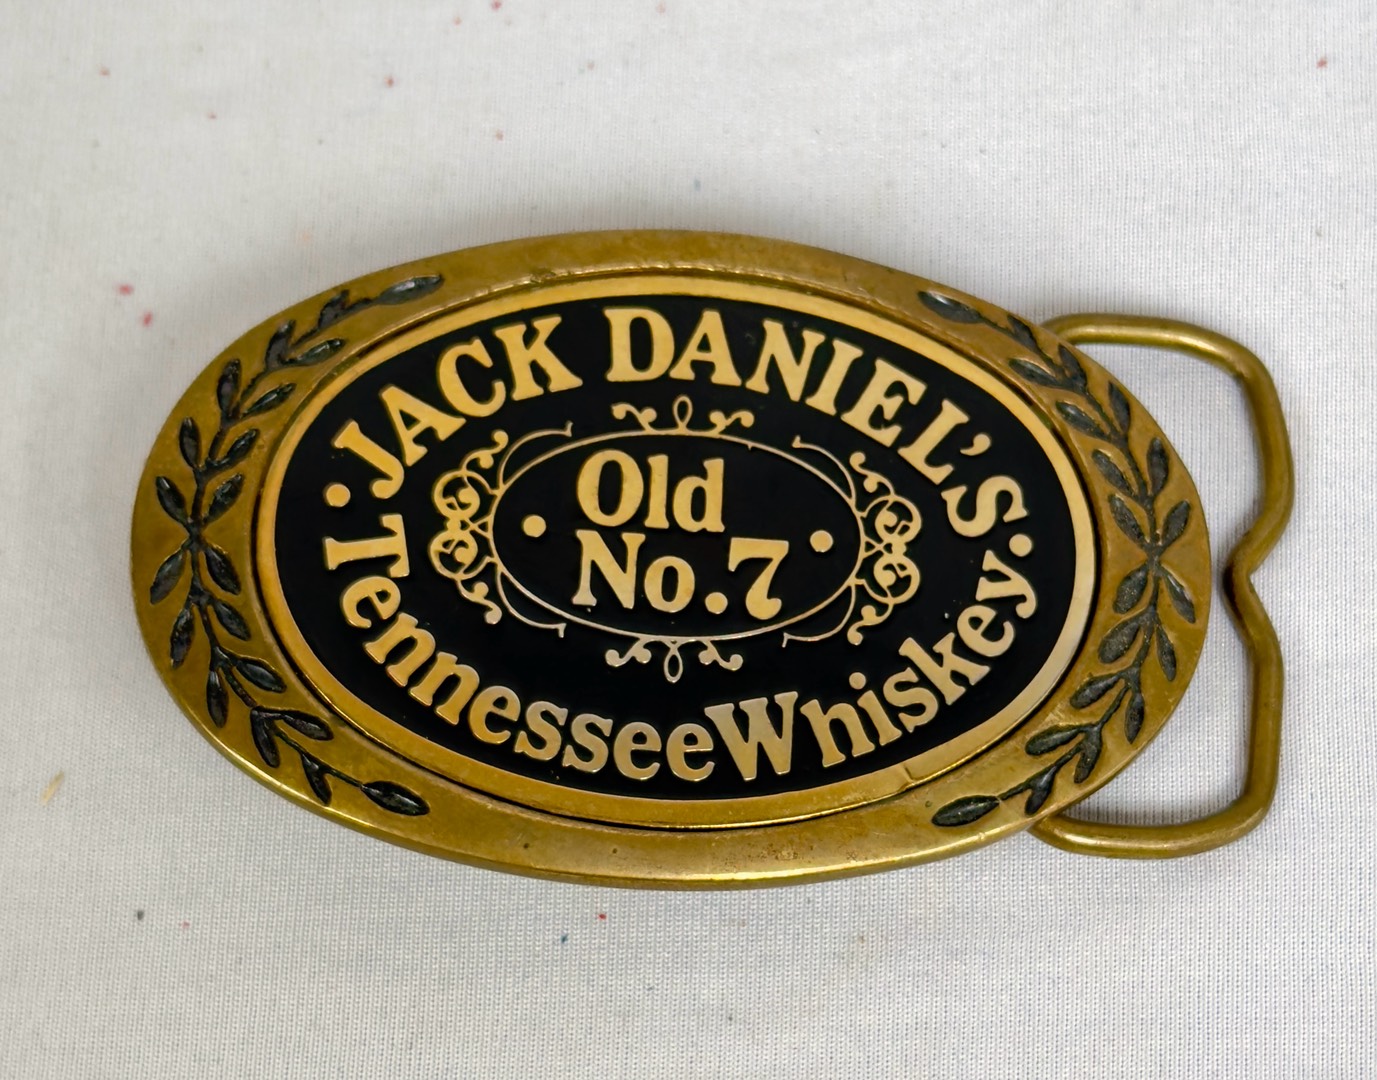 JACK DANIEL'S
Old
No.7
Tennessee Whiskey